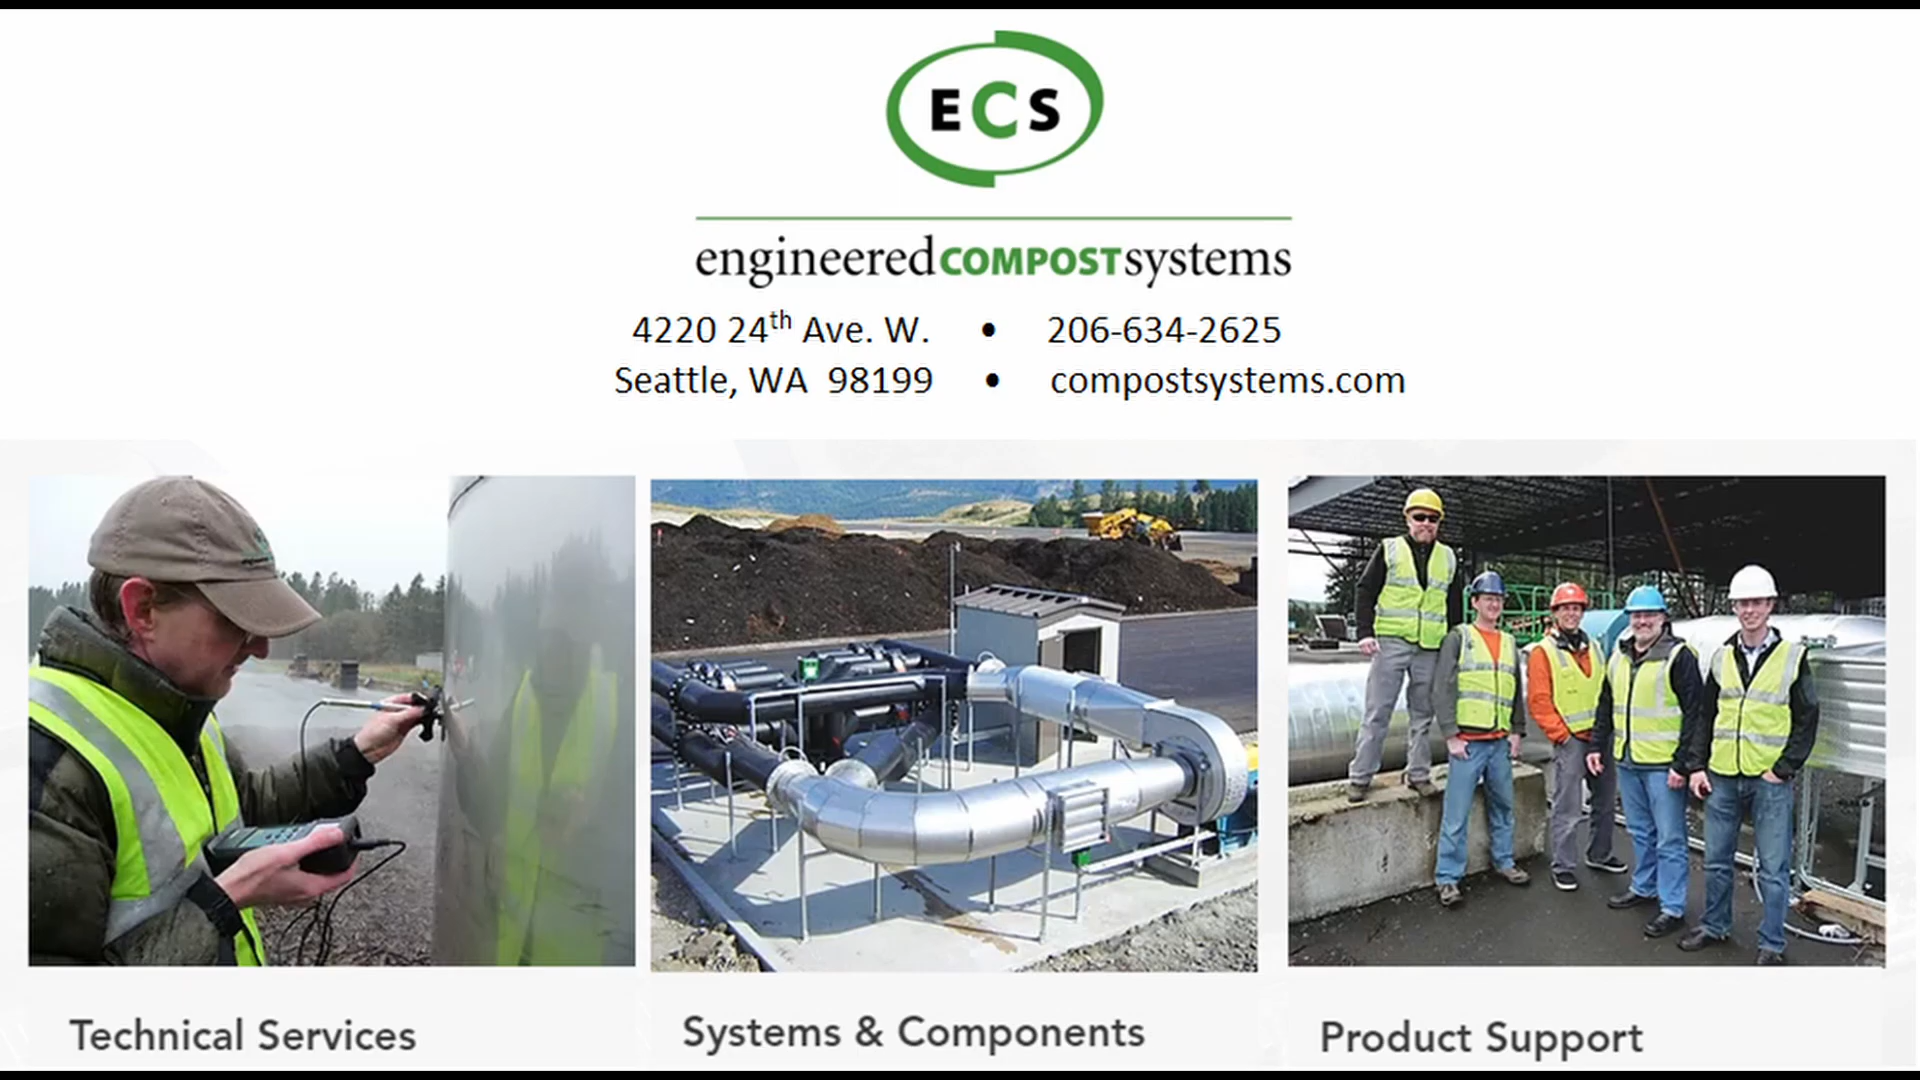 ECS
engineeredCOMPOSTsystems
4220 24th Ave. W. • 206-634-2625
Seattle, WA 98199 • compostsystems.com
Technical Services
Systems & Components
Product Support